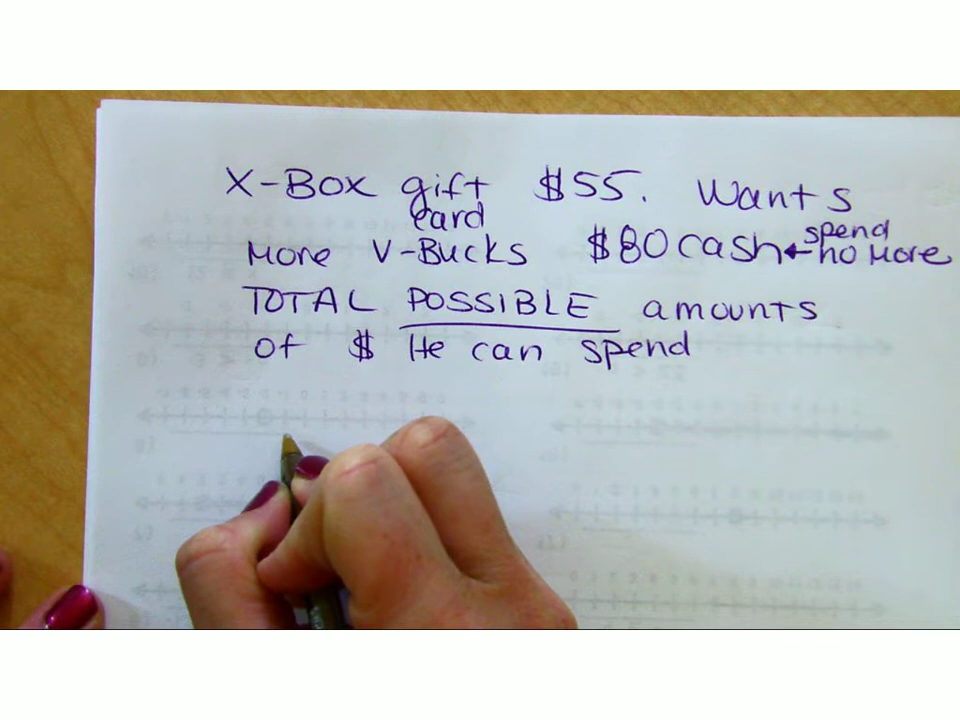 X-Box gift card $55. Wants
More V-Bucks $80 cash ← spend no more
TOTAL POSSIBLE amounts
of $ He can spend